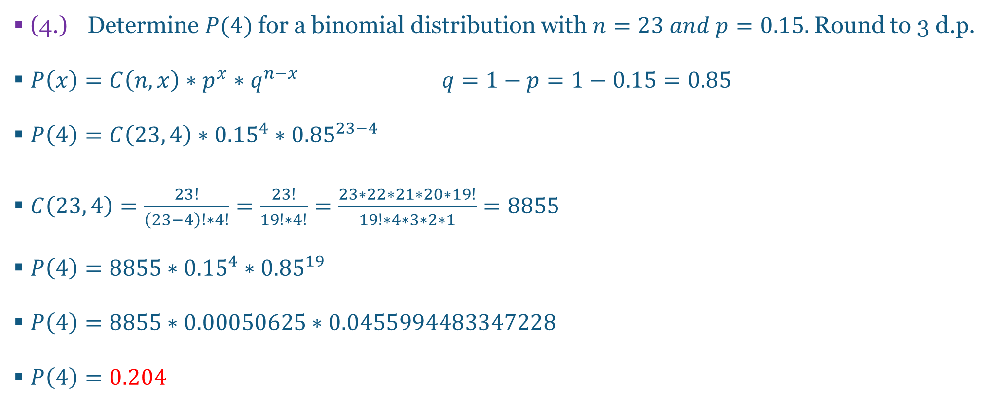 ▪ (4.) Determine P(4) for a binomial distribution with n = 23 and p = 0.15. Round to 3 d.p.
▪ P(x) = C(n, x) ∗ p^x ∗ q^(n−x) q = 1 − p = 1 − 0.15 = 0.85
▪ P(4) = C(23, 4) ∗ 0.15^4 ∗ 0.85^(23−4)
▪ C(23, 4) = 23!/((23−4)!∗4!) = 23!/(19!∗4!) = (23∗22∗21∗20∗19!)/(19!∗4∗3∗2∗1) = 8855
▪ P(4) = 8855 ∗ 0.15^4 ∗ 0.85^19
▪ P(4) = 8855 ∗ 0.00050625 ∗ 0.0455994483347228
▪ P(4) = 0.204